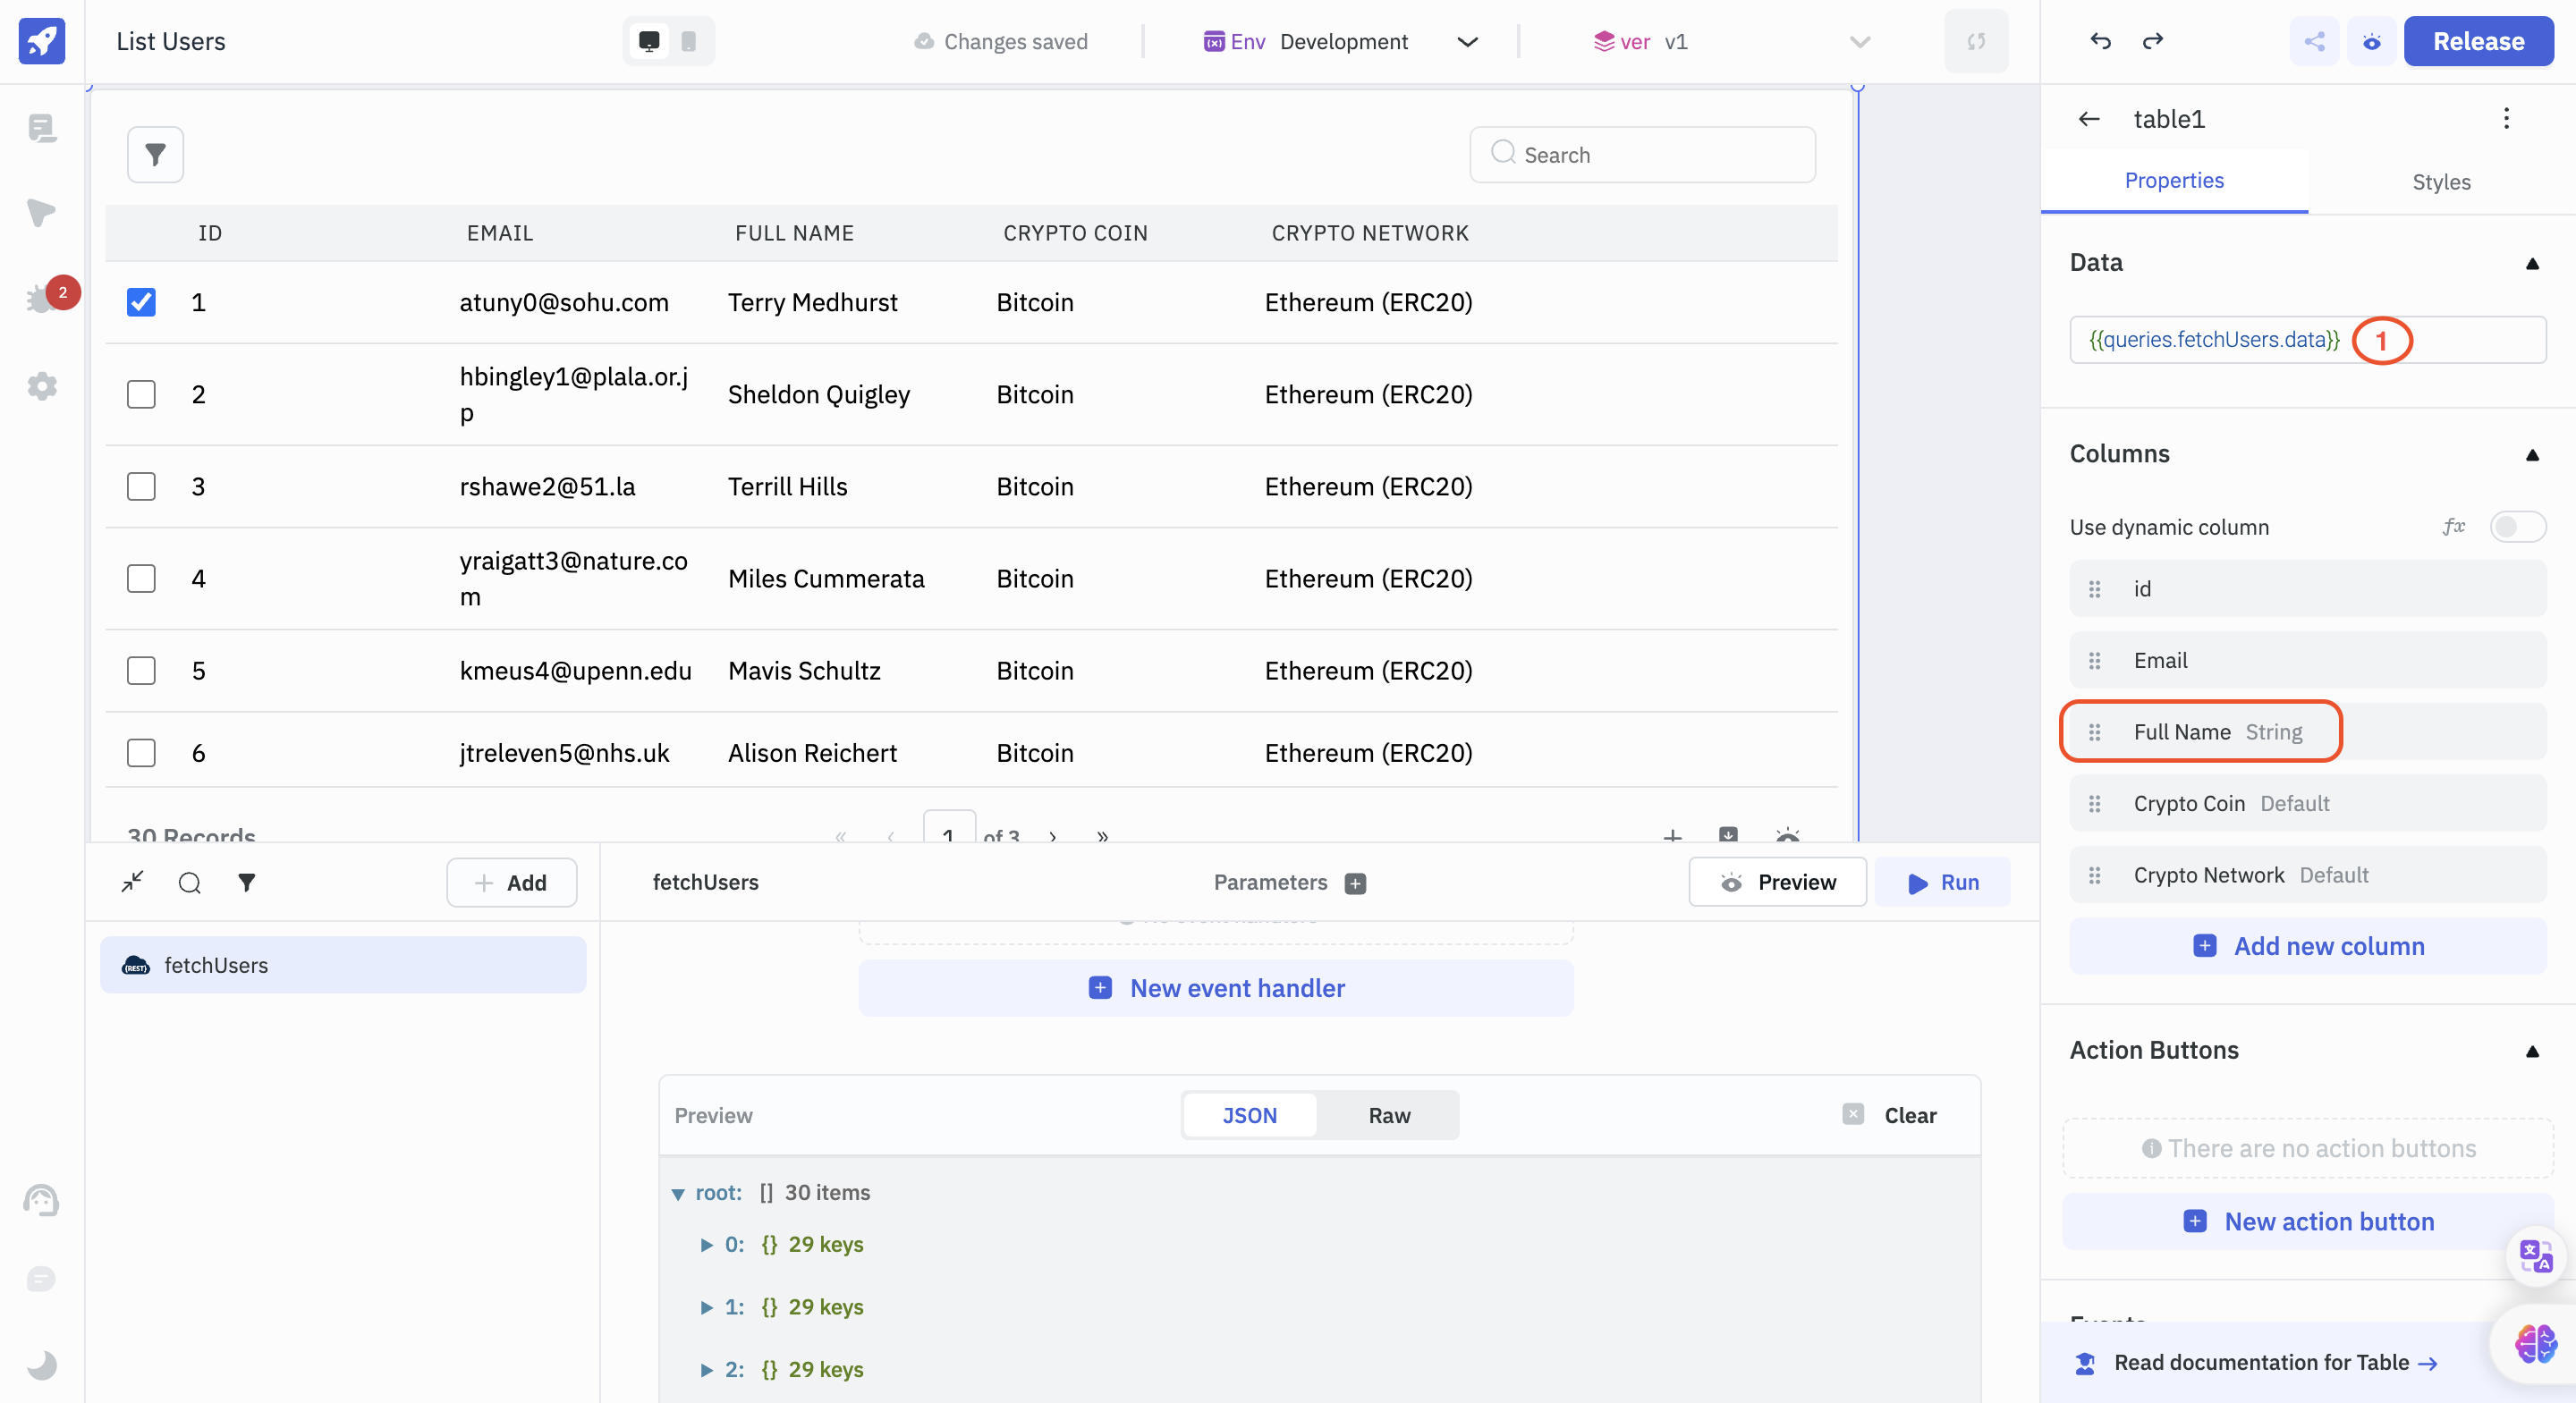 List Users
Changes saved
Env Development
ver v1
Release
2
Search
ID EMAIL FULL NAME CRYPTO COIN CRYPTO NETWORK
1 atuny0@sohu.com Terry Medhurst Bitcoin Ethereum (ERC20)
2 hbingley1@plala.or.j
p Sheldon Quigley Bitcoin Ethereum (ERC20)
3 rshawe2@51.la Terrill Hills Bitcoin Ethereum (ERC20)
4 yraigatt3@nature.co
m Miles Cummerata Bitcoin Ethereum (ERC20)
5 kmeus4@upenn.edu Mavis Schultz Bitcoin Ethereum (ERC20)
6 jtreleven5@nhs.uk Alison Reichert Bitcoin Ethereum (ERC20)
30 Records
« ‹ 1 of 3 › »
Add
fetchUsers
fetchUsers
Parameters
Preview
Run
No event handlers
New event handler
Preview
JSON
Raw
Clear
root: [] 30 items
0: {} 29 keys
1: {} 29 keys
2: {} 29 keys
table1
Properties
Styles
Data
{{queries.fetchUsers.data}} 1
Columns
Use dynamic column fx
id
Email
Full Name String
Crypto Coin Default
Crypto Network Default
Add new column
Action Buttons
There are no action buttons
New action button
Events
Read documentation for Table →